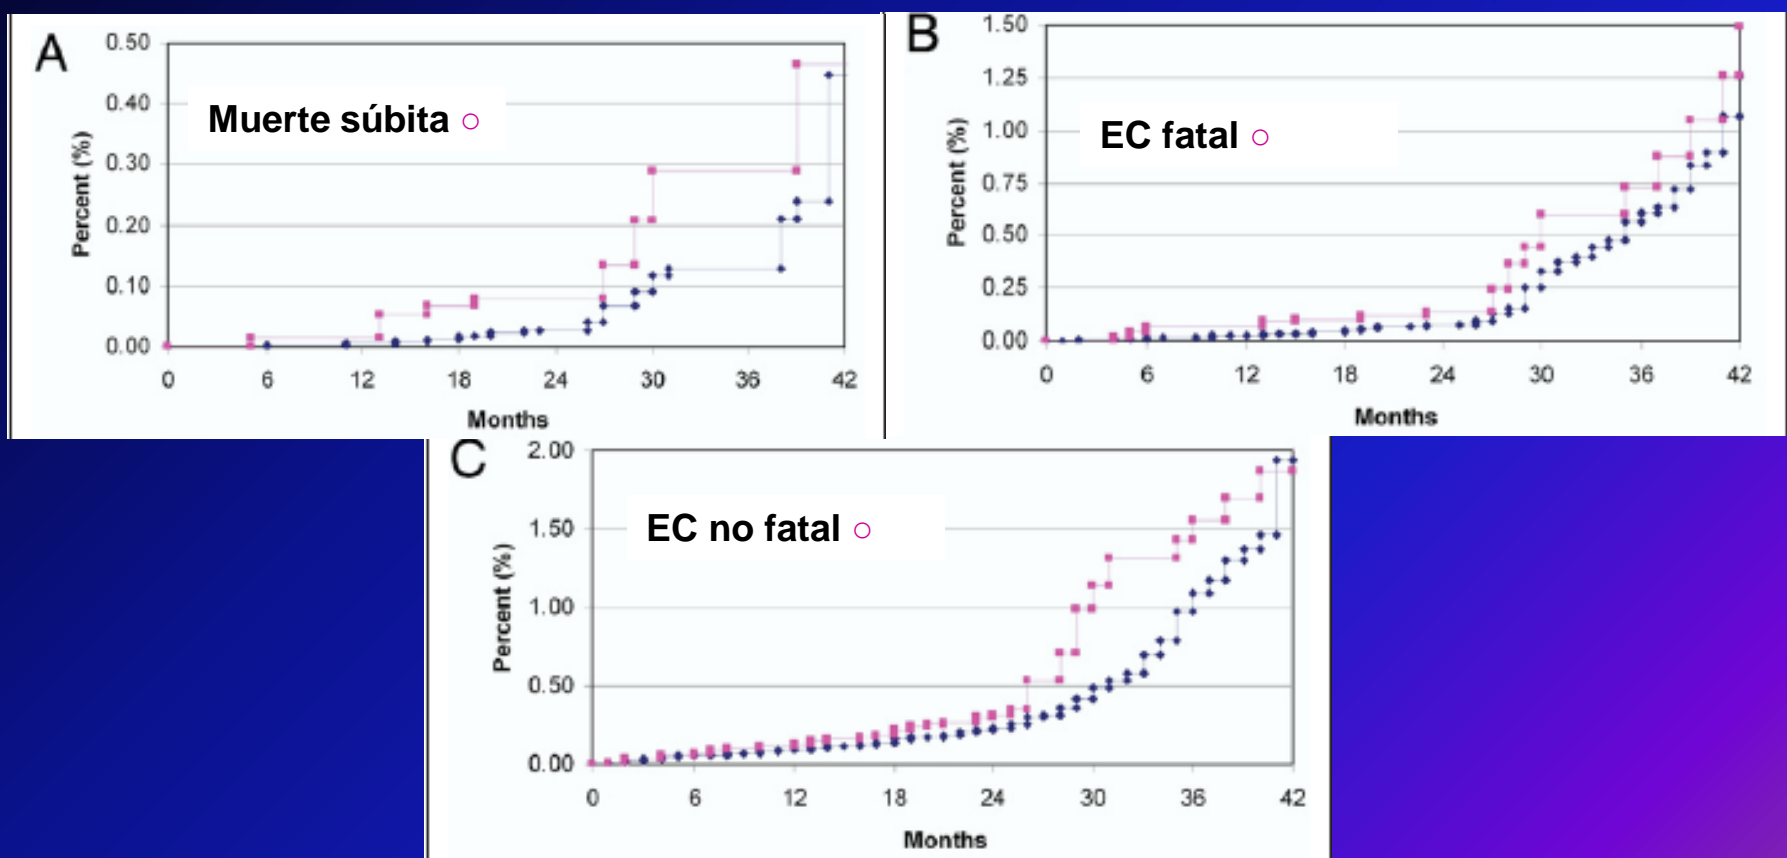 A
Muerte súbita ○
Percent (%)
0.50
0.40
0.30
0.20
0.10
0.00
0 6 12 18 24 30 36 42
Months
B
EC fatal ○
Percent (%)
1.50
1.25
1.00
0.75
0.50
0.25
0.00
0 6 12 18 24 30 36 42
Months
C
EC no fatal ○
Percent (%)
2.00
1.50
1.00
0.50
0.00
0 6 12 18 24 30 36 42
Months